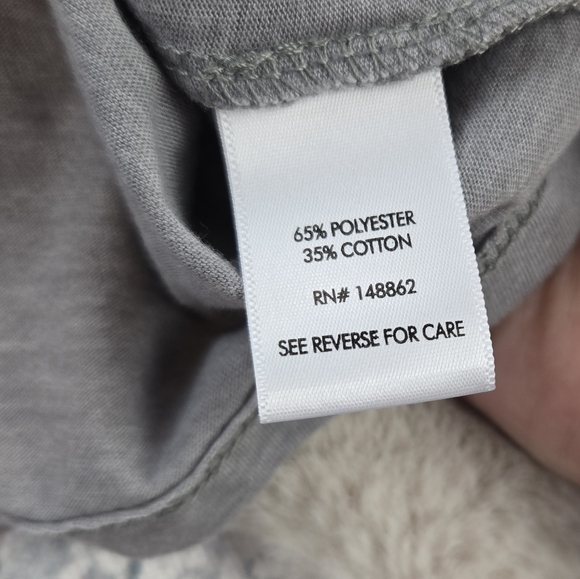 65% POLYESTER
35% COTTON
RN# 148862
SEE REVERSE FOR CARE